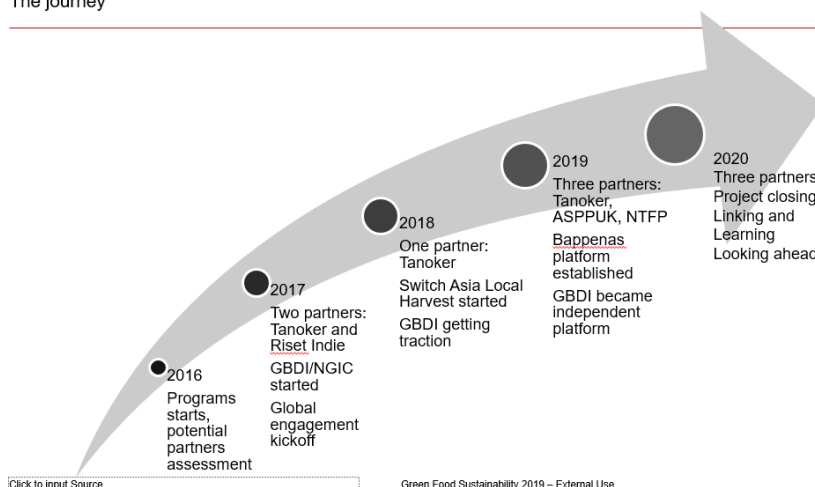 The journey
2016
Programs
starts,
potential
partners
assessment
2017
Two partners:
Tanoker and
Riset Indie
GBDI/NGIC
started
Global
engagement
kickoff
2018
One partner:
Tanoker
Switch Asia Local
Harvest started
GBDI getting
traction
2019
Three partners:
Tanoker,
ASPPUK, NTFP
Bappenas
platform
established
GBDI became
independent
platform
2020
Three partners
Project closing
Linking and
Learning
Looking ahead
Click to input Source
Green Food Sustainability 2019 – External Use